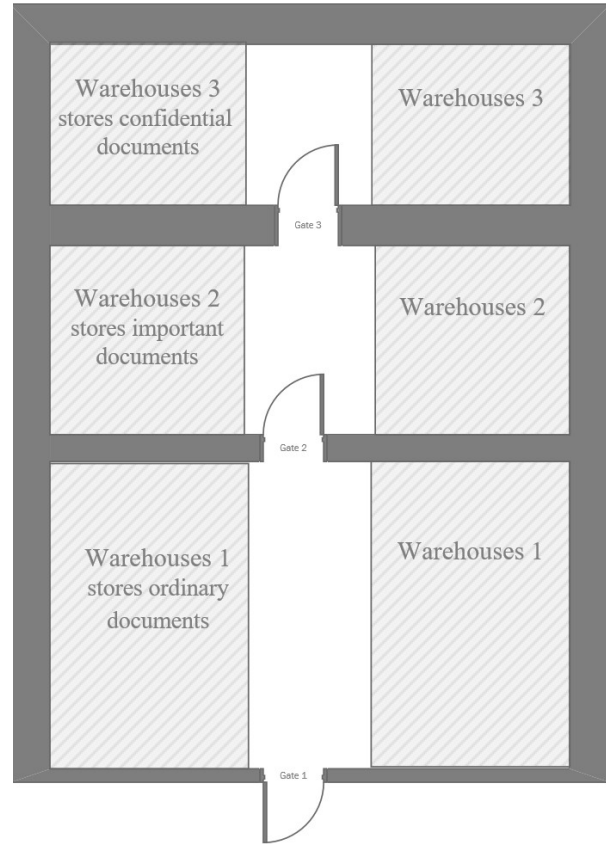 Warehouses 3
stores confidential
documents
Warehouses 3
Gate 3
Warehouses 2
stores important
documents
Warehouses 2
Gate 2
Warehouses 1
stores ordinary
documents
Warehouses 1
Gate 1